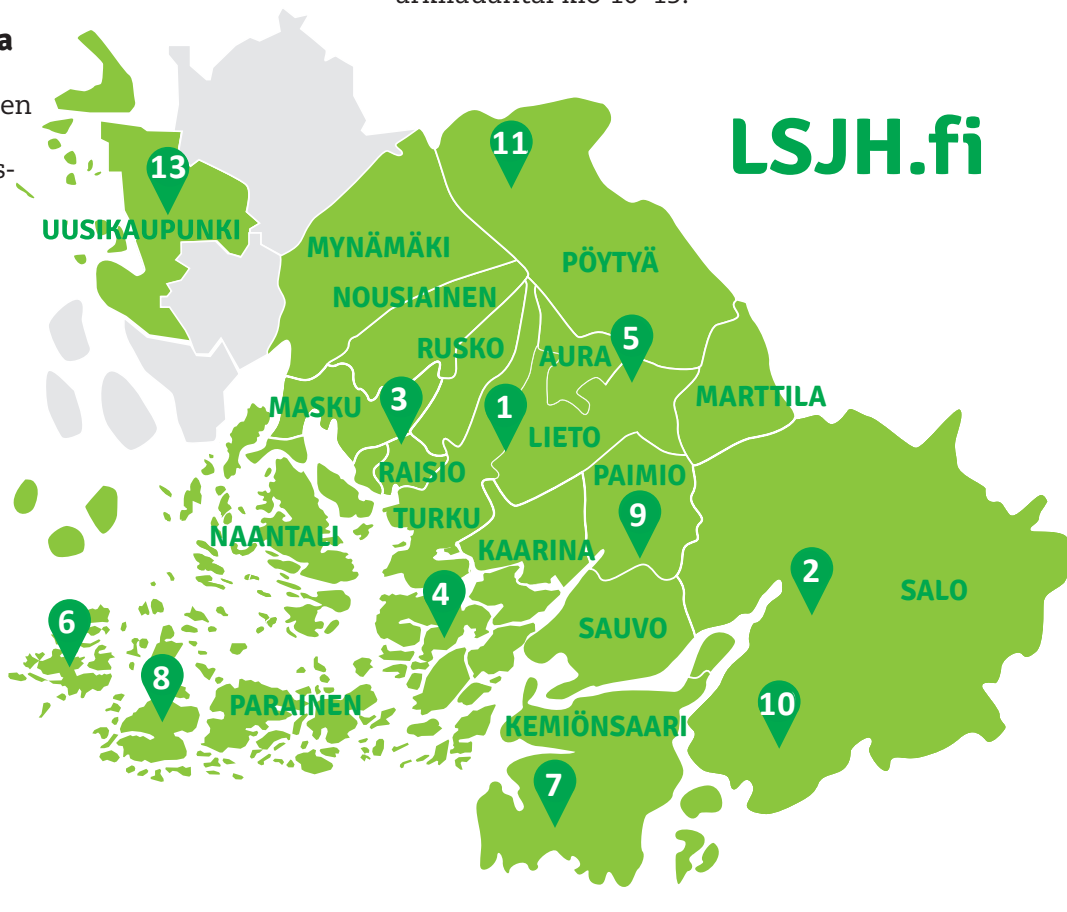 a
en
s-
LSJH.fi
11
13
UUSIKAUPUNKI
MYNÄMÄKI
PÖYTYÄ
NOUSIAINEN
5
RUSKO
AURA
3
1
MASKU
MARTTILA
LIETO
RAISIO
PAIMIO
TURKU
9
NAANTALI
KAARINA
2
4
SALO
6
SAUVO
8
PARAINEN
10
KEMIÖNSAARI
7